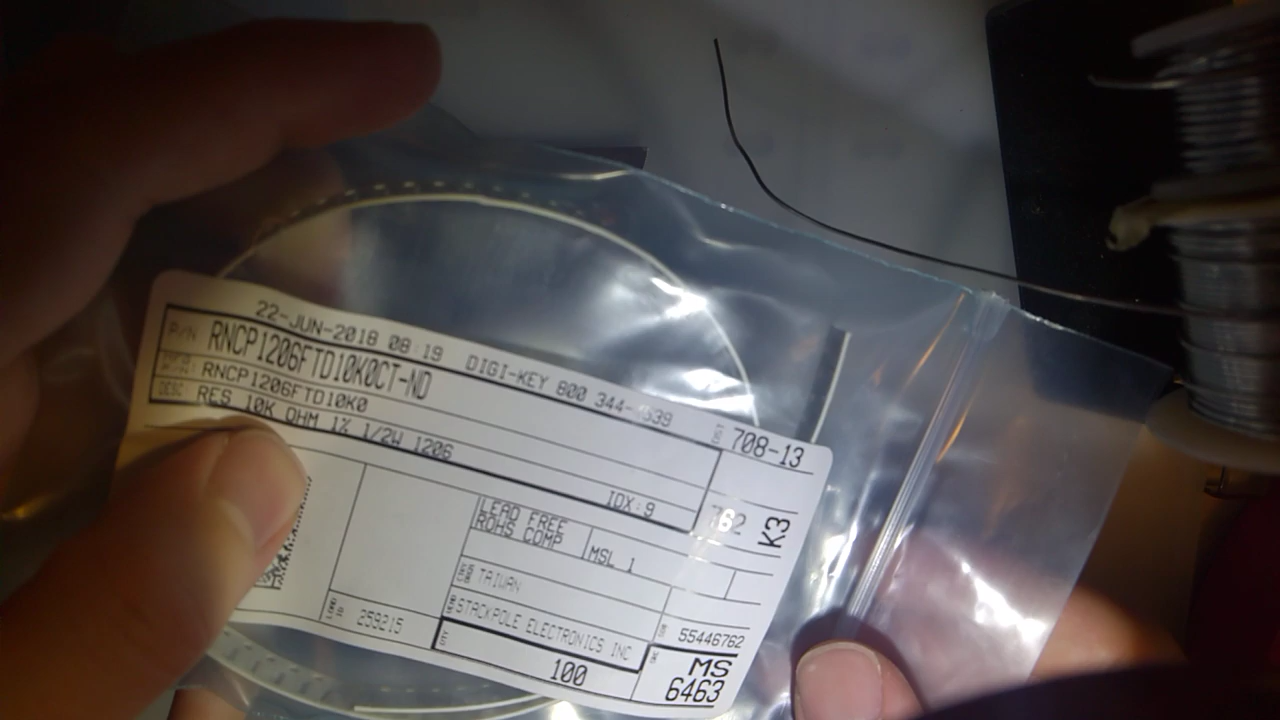 22-JUN-2018 08:19 DIGI-KEY 800 344-
P/N RNCP1206FTD10K0CT-ND
P/N: RNCP1206FTD10K0
DESC: RES 10K OHM 1% 1/2W 1206
IDX:9
708-13
K3
LEAD FREE
ROHS COMP
MSL 1
TAIWAN
STACKPOLE ELECTRONICS INC
259215
55446762
100
MS
6463